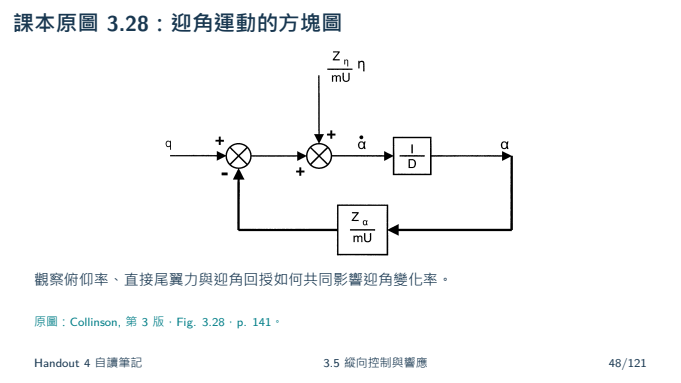 課本原圖 3.28：迎角運動的方塊圖
Z η
mU
η
q
+
+
-
+
α̇
I
D
α
Z α
mU
觀察俯仰率、直接尾翼力與迎角回授如何共同影響迎角變化率。
原圖：Collinson, 第 3 版，Fig. 3.28，p. 141。
Handout 4 自讀筆記
3.5 縱向控制與響應
48/121